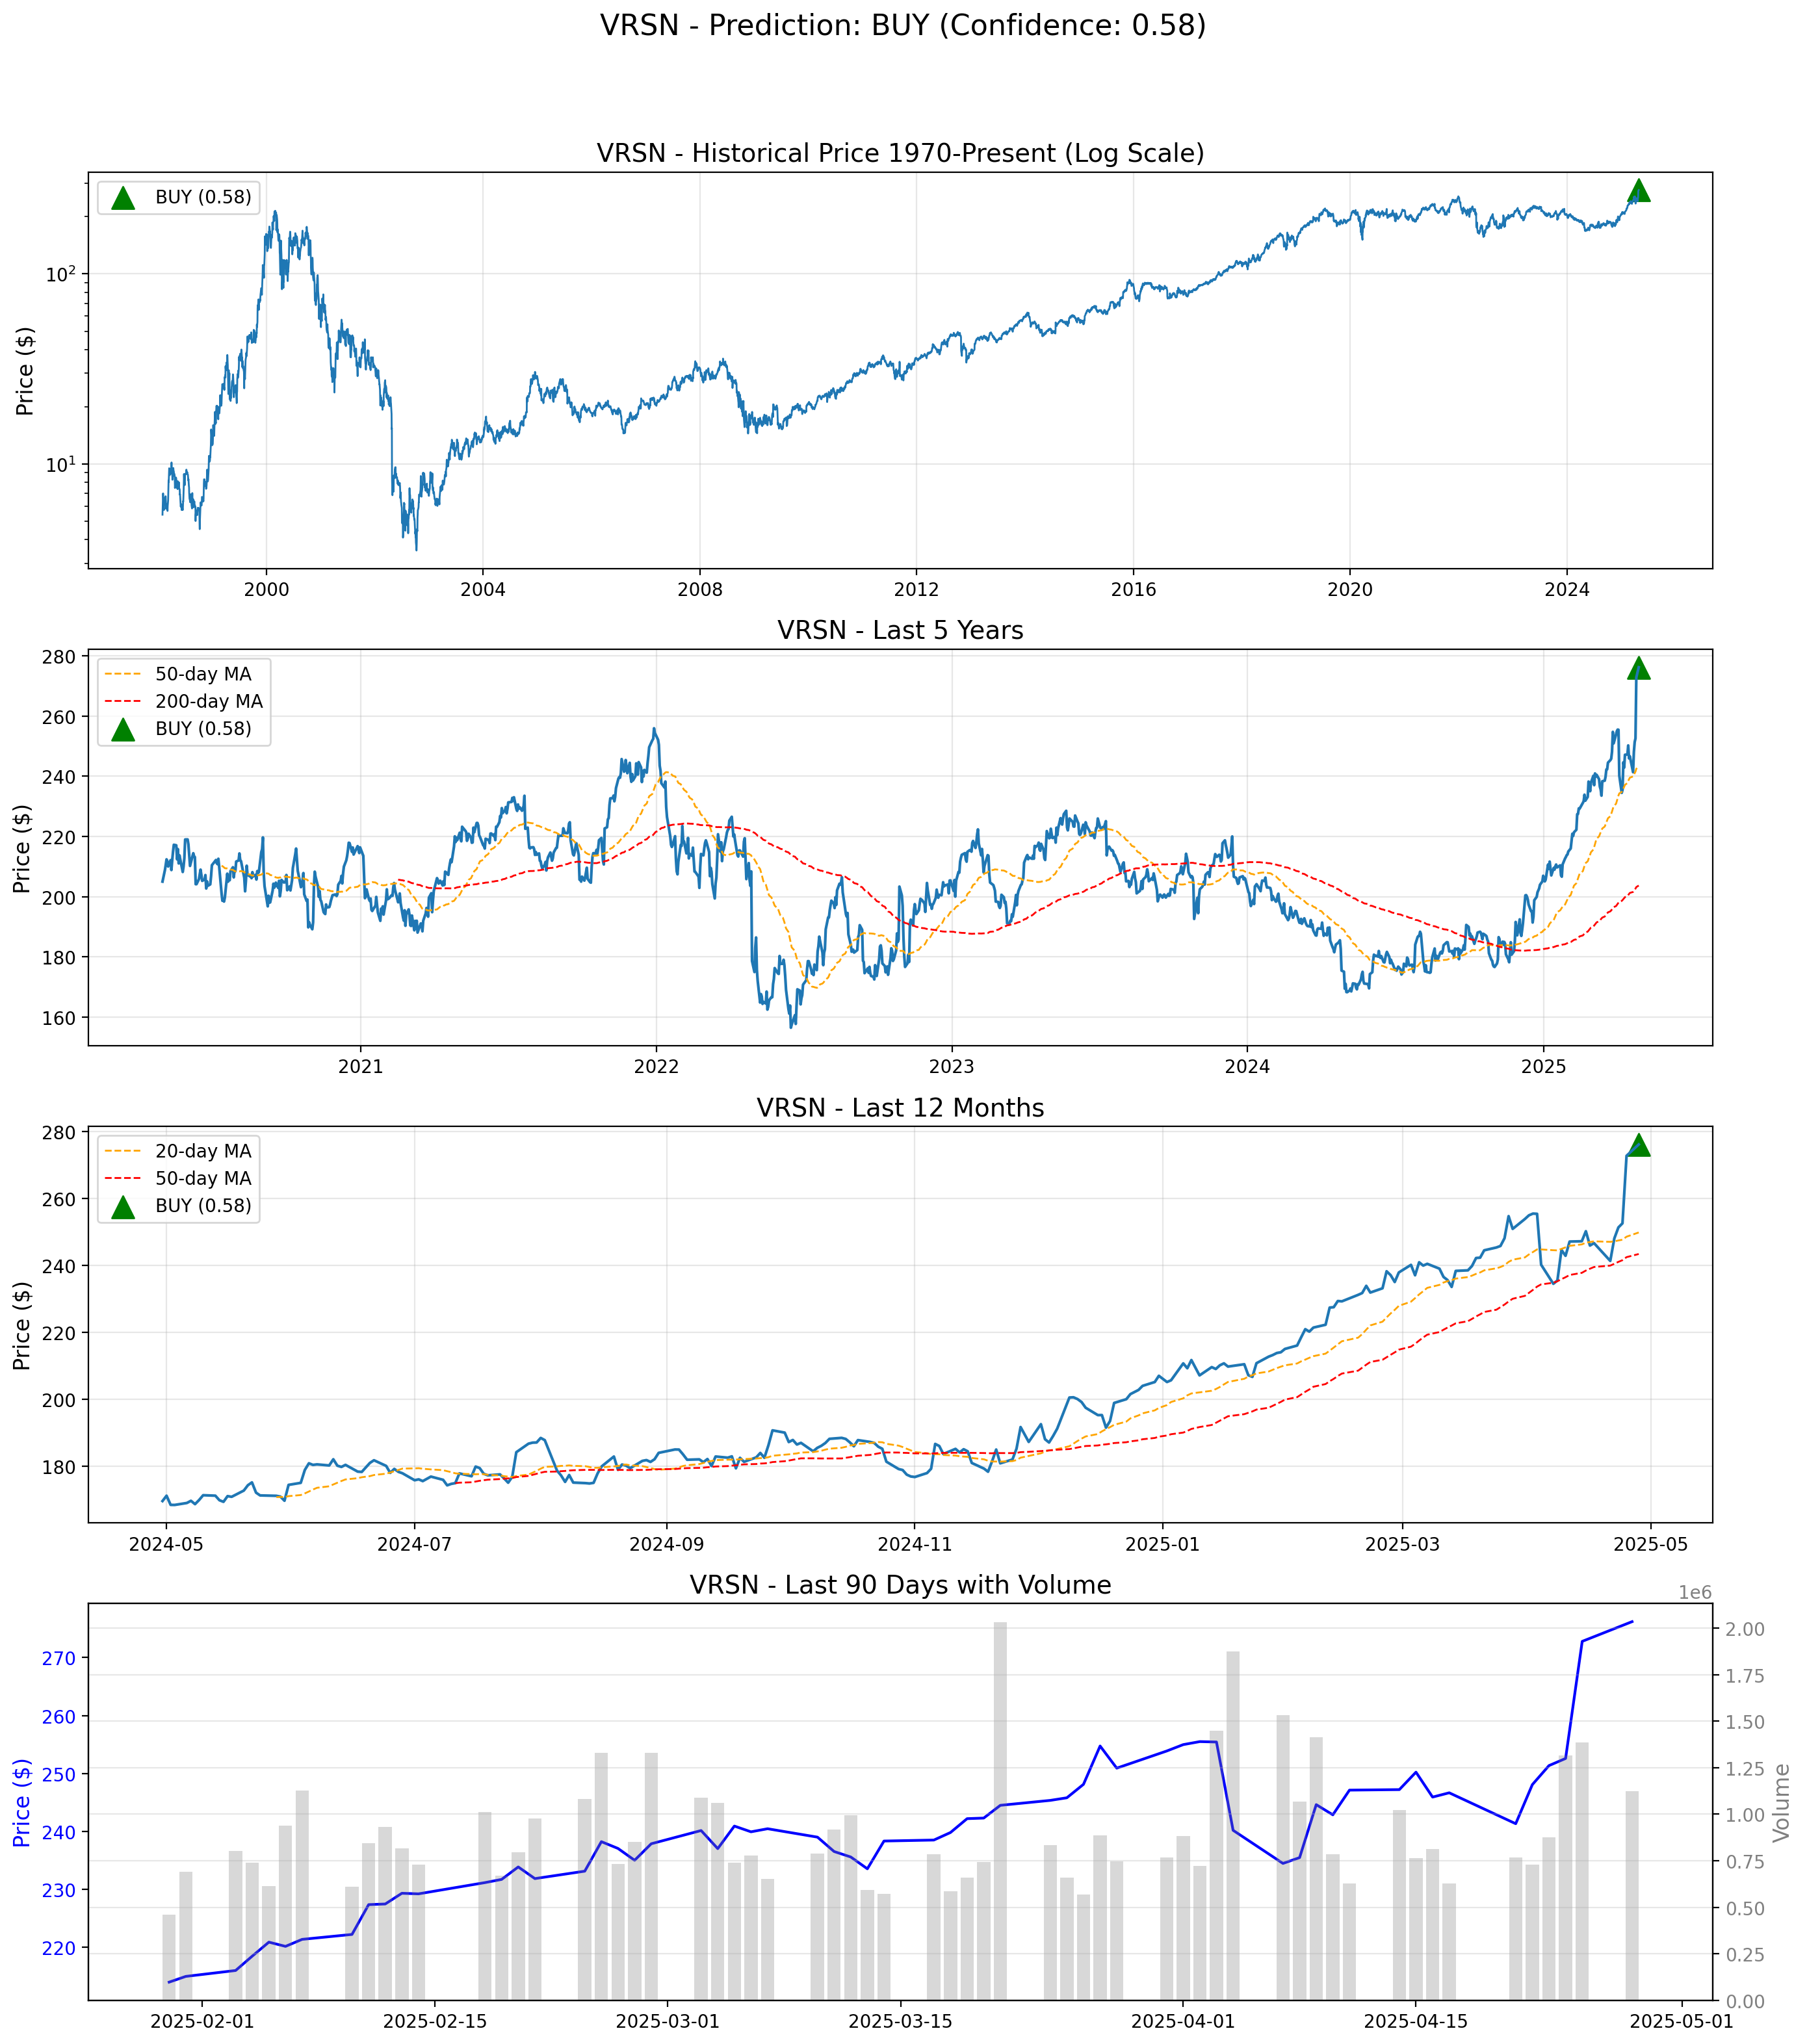 VRSN - Prediction: BUY (Confidence: 0.58)
VRSN - Historical Price 1970-Present (Log Scale)
BUY (0.58)
Price ($)
10²
10¹
2000 2004 2008 2012 2016 2020 2024
VRSN - Last 5 Years
50-day MA
200-day MA
BUY (0.58)
Price ($)
280
260
240
220
200
180
160
2021 2022 2023 2024 2025
VRSN - Last 12 Months
20-day MA
50-day MA
BUY (0.58)
Price ($)
280
260
240
220
200
180
2024-05 2024-07 2024-09 2024-11 2025-01 2025-03 2025-05
VRSN - Last 90 Days with Volume
1e6
Price ($)
270
260
250
240
230
220
2.00
1.75
1.50
1.25
1.00
0.75
0.50
0.25
0.00
Volume
2025-02-01 2025-02-15 2025-03-01 2025-03-15 2025-04-01 2025-04-15 2025-05-01